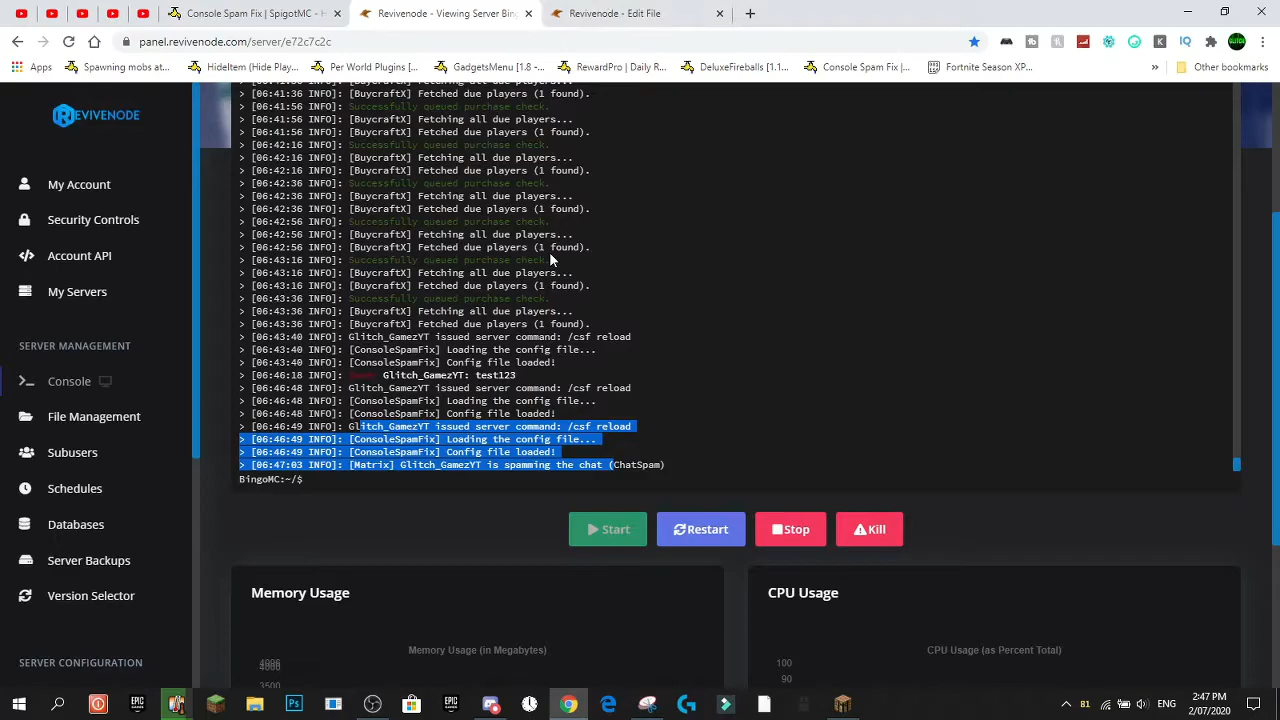 Console Spam Fix | SpigotMC - H
Revivenode - Viewing Server Bing
Revivenode - Edit File
panel.revivenode.com/server/e72c7c2c
Apps
Spawning mobs at...
HideItem (Hide Play...
Per World Plugins |...
GadgetsMenu [1.8 -...
RewardPro | Daily R...
DeluxeFireballs [1.1...
Console Spam Fix |...
Fortnite Season XP...
»
Other bookmarks
REVIVENODE
My Account
Security Controls
Account API
My Servers
SERVER MANAGEMENT
Console
File Management
Subusers
Schedules
Databases
Server Backups
Version Selector
SERVER CONFIGURATION
> [06:41:36 INFO]: [BuycraftX] Fetching all due players...
> [06:41:36 INFO]: [BuycraftX] Fetched due players (1 found).
> [06:41:56 INFO]: Successfully queued purchase check.
> [06:41:56 INFO]: [BuycraftX] Fetching all due players...
> [06:41:56 INFO]: [BuycraftX] Fetched due players (1 found).
> [06:42:16 INFO]: Successfully queued purchase check.
> [06:42:16 INFO]: [BuycraftX] Fetching all due players...
> [06:42:16 INFO]: [BuycraftX] Fetched due players (1 found).
> [06:42:36 INFO]: Successfully queued purchase check.
> [06:42:36 INFO]: [BuycraftX] Fetching all due players...
> [06:42:36 INFO]: [BuycraftX] Fetched due players (1 found).
> [06:42:56 INFO]: Successfully queued purchase check.
> [06:42:56 INFO]: [BuycraftX] Fetching all due players...
> [06:42:56 INFO]: [BuycraftX] Fetched due players (1 found).
> [06:43:16 INFO]: Successfully queued purchase check.
> [06:43:16 INFO]: [BuycraftX] Fetching all due players...
> [06:43:16 INFO]: [BuycraftX] Fetched due players (1 found).
> [06:43:36 INFO]: Successfully queued purchase check.
> [06:43:36 INFO]: [BuycraftX] Fetching all due players...
> [06:43:36 INFO]: [BuycraftX] Fetched due players (1 found).
> [06:43:40 INFO]: Glitch_GamezYT issued server command: /csf reload
> [06:43:40 INFO]: [ConsoleSpamFix] Loading the config file...
> [06:43:40 INFO]: [ConsoleSpamFix] Config file loaded!
> [06:46:18 INFO]: Glitch_GamezYT: test123
> [06:46:48 INFO]: Glitch_GamezYT issued server command: /csf reload
> [06:46:48 INFO]: [ConsoleSpamFix] Loading the config file...
> [06:46:48 INFO]: [ConsoleSpamFix] Config file loaded!
> [06:46:49 INFO]: Glitch_GamezYT issued server command: /csf reload
> [06:46:49 INFO]: [ConsoleSpamFix] Loading the config file...
> [06:46:49 INFO]: [ConsoleSpamFix] Config file loaded!
> [06:47:03 INFO]: [Matrix] Glitch_GamezYT is spamming the chat (ChatSpam)
BingoMC:~/$
Start
Restart
Stop
Kill
Memory Usage
Memory Usage (in Megabytes)
4000
3500
CPU Usage
CPU Usage (as Percent Total)
100
90
ENG
2:47 PM
2/07/2020